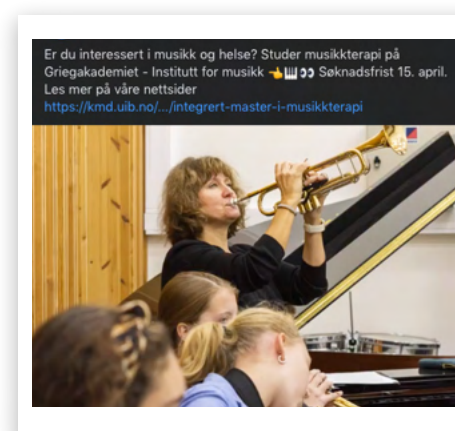 Er du interessert i musikk og helse? Studer musikkterapi på
Griegakademiet - Institutt for musikk 👈🎹👀 Søknadsfrist 15. april.
Les mer på våre nettsider
https://kmd.uib.no/.../integrert-master-i-musikkterapi